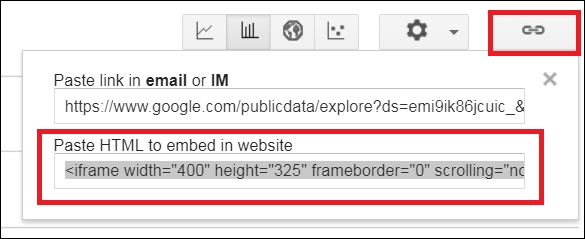 Paste link in email or IM
https://www.google.com/publicdata/explore?ds=emi9ik86jcuic_&
Paste HTML to embed in website
<iframe width="400" height="325" frameborder="0" scrolling="no